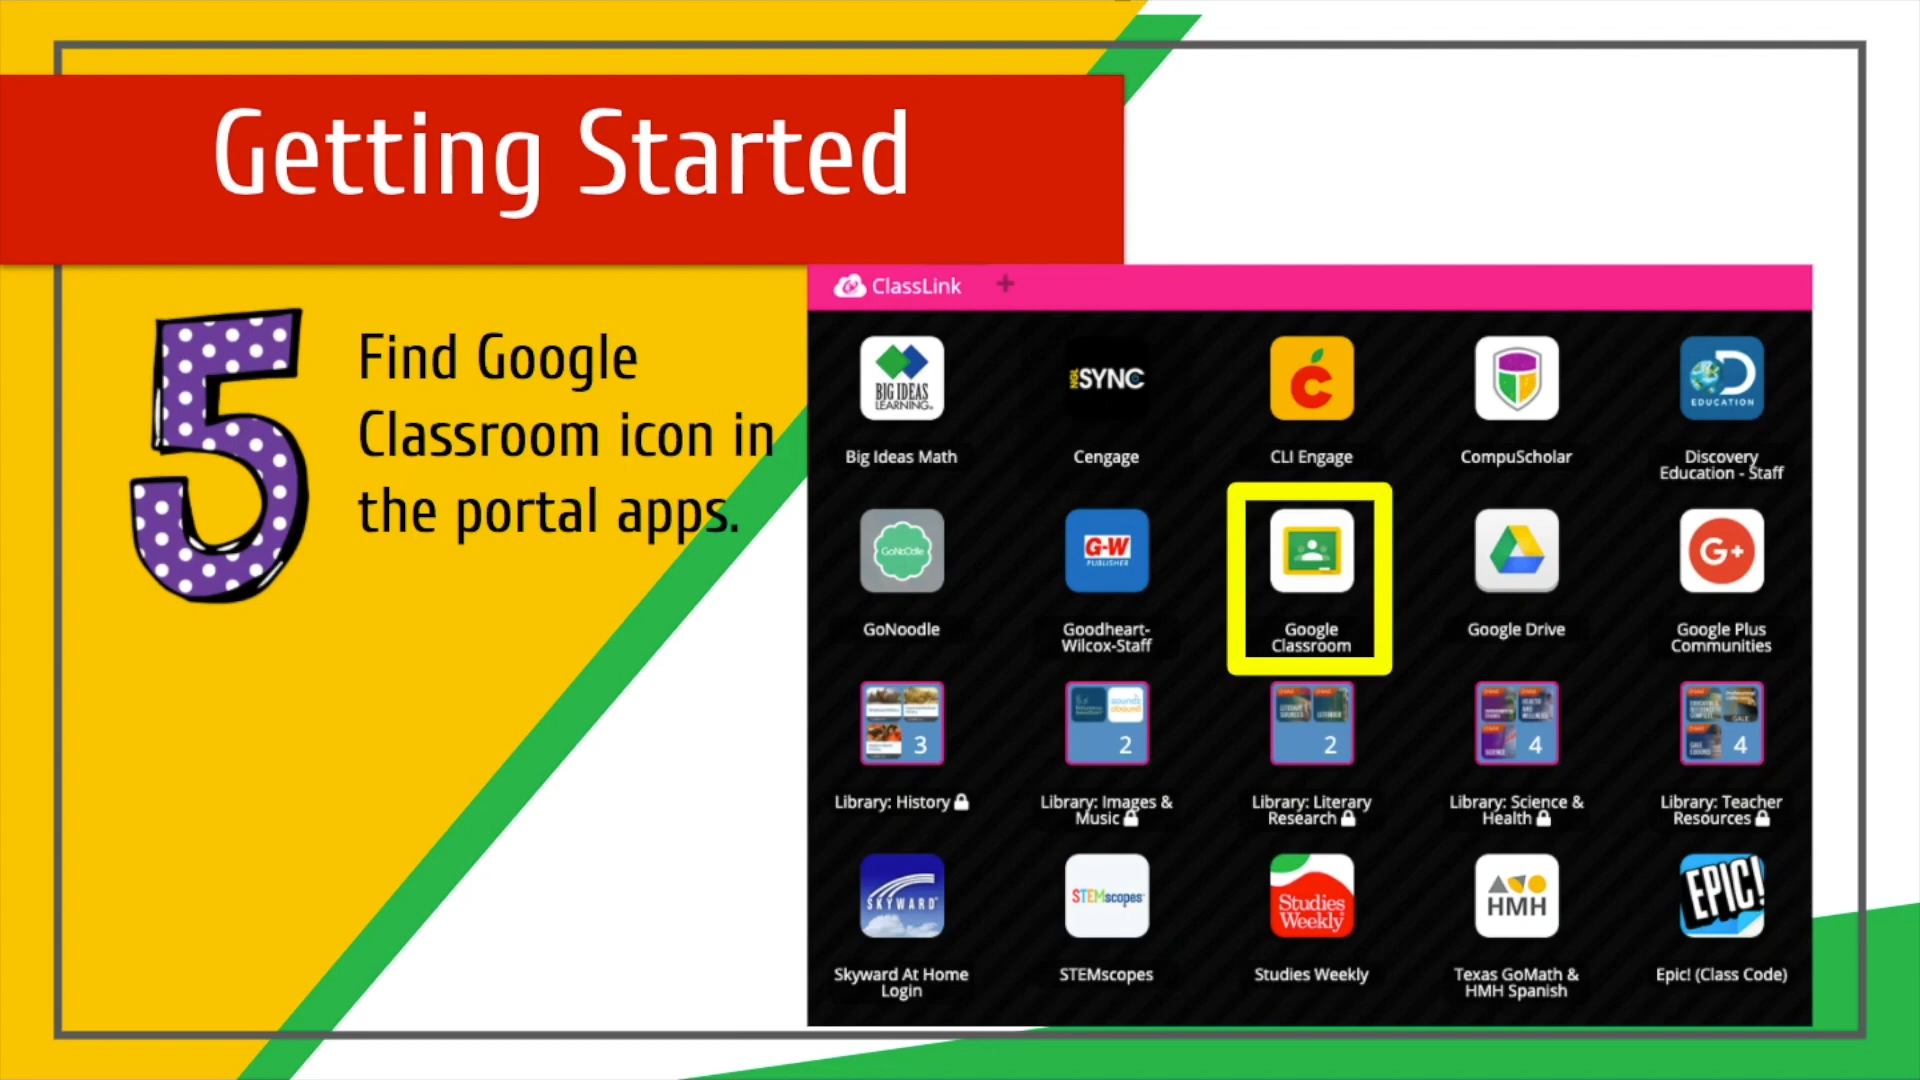 Getting Started
5
Find Google
Classroom icon in
the portal apps.
ClassLink +
BIG IDEAS
LEARNING
Big Ideas Math
NGL SYNC
Cengage
CLI Engage
CompuScholar
EDUCATION
Discovery
Education - Staff
GoNoodle
GoNoodle
G-W
PUBLISHER
Goodheart-
Wilcox-Staff
Google
Classroom
Google Drive
G+
Google Plus
Communities
3
Library: History
2
Library: Images &
Music
2
Library: Literary
Research
4
Library: Science &
Health
4
Library: Teacher
Resources
SKYWARD
Skyward At Home
Login
STEMscopes
STEMscopes
Studies
Weekly
Studies Weekly
HMH
Texas GoMath &
HMH Spanish
EPIC!
Epic! (Class Code)